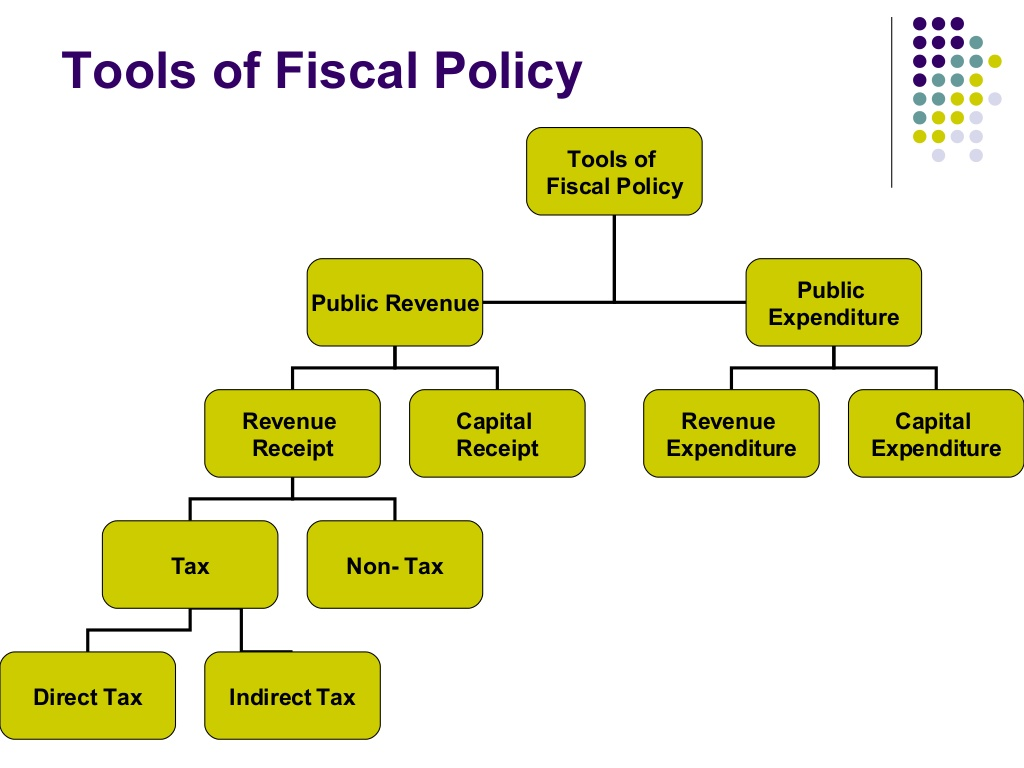 Tools of Fiscal Policy
Tools of
Fiscal Policy
Public Revenue
Public
Expenditure
Revenue
Receipt
Capital
Receipt
Revenue
Expenditure
Capital
Expenditure
Tax
Non- Tax
Direct Tax
Indirect Tax